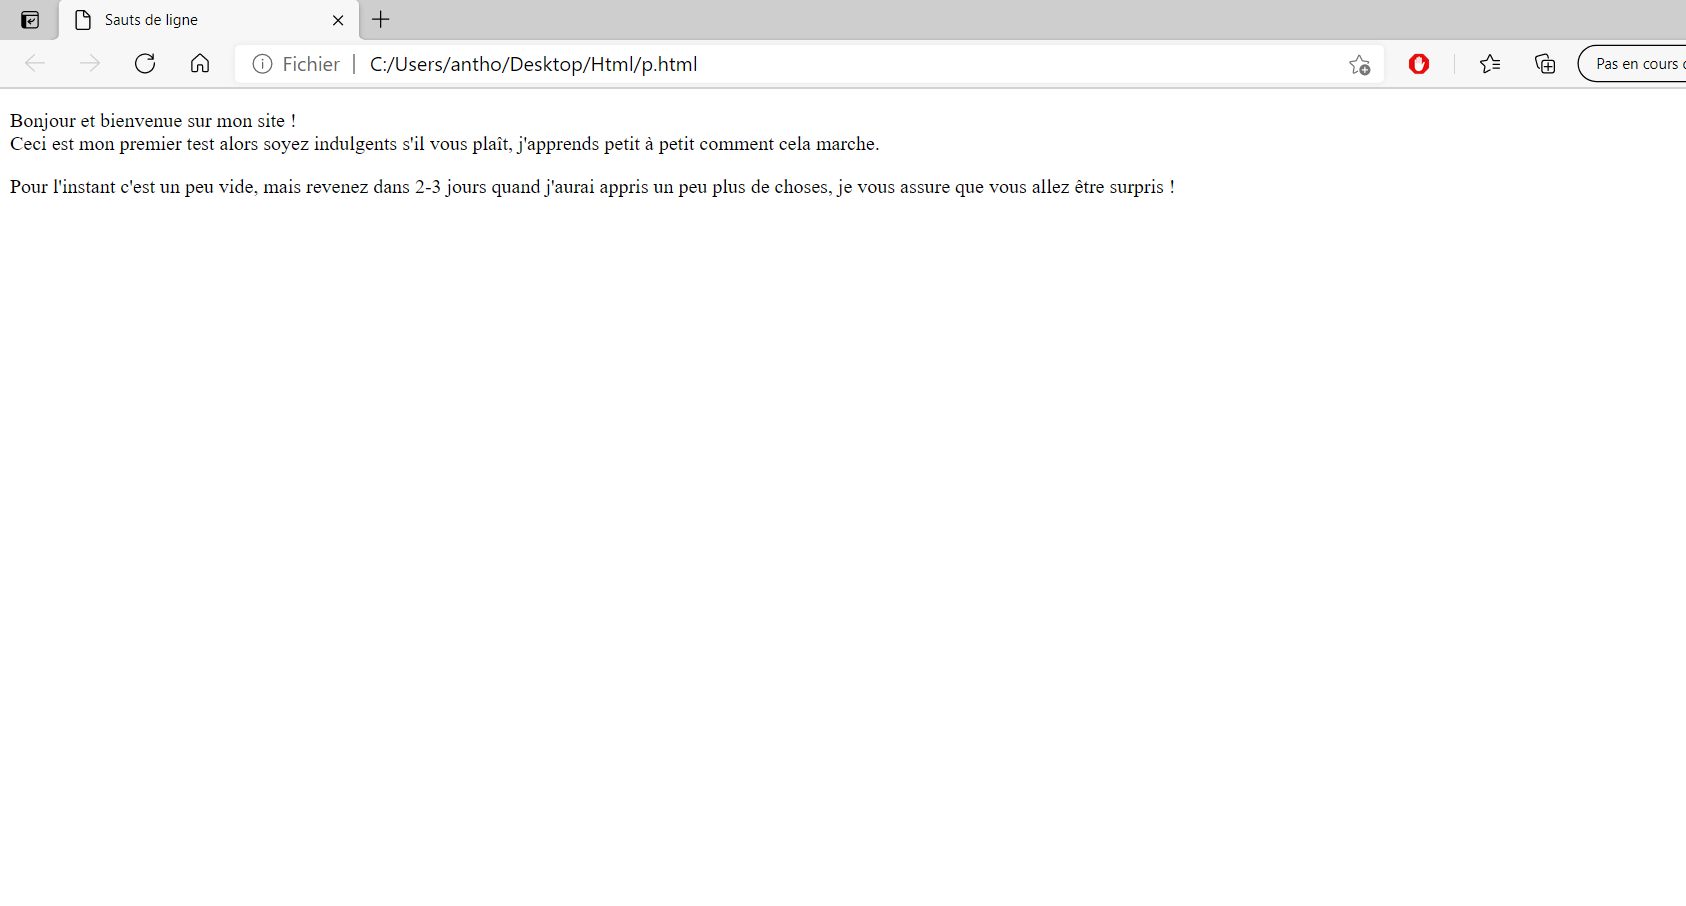 Sauts de ligne
Fichier | C:/Users/antho/Desktop/Html/p.html
Pas en cours
Bonjour et bienvenue sur mon site !
Ceci est mon premier test alors soyez indulgents s'il vous plaît, j'apprends petit à petit comment cela marche.
Pour l'instant c'est un peu vide, mais revenez dans 2-3 jours quand j'aurai appris un peu plus de choses, je vous assure que vous allez être surpris !